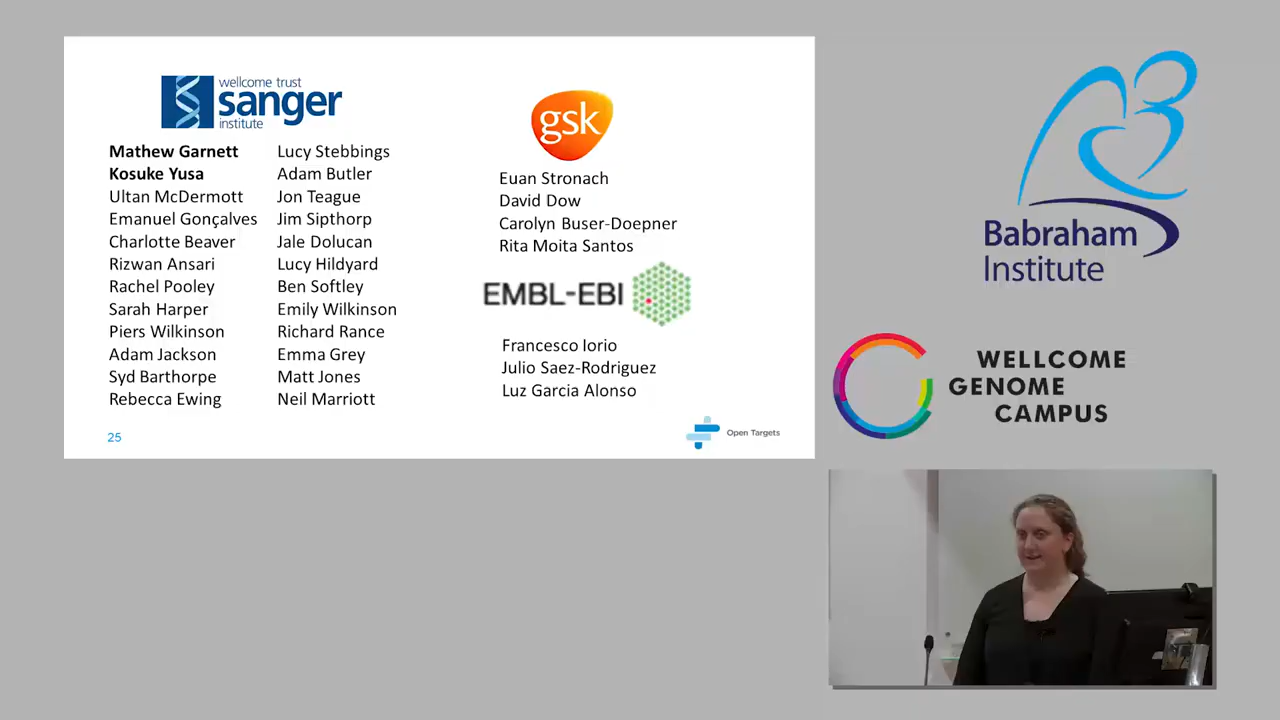 wellcome trust
sanger
institute
Mathew Garnett
Kosuke Yusa
Ultan McDermott
Emanuel Gonçalves
Charlotte Beaver
Rizwan Ansari
Rachel Pooley
Sarah Harper
Piers Wilkinson
Adam Jackson
Syd Barthorpe
Rebecca Ewing
Lucy Stebbings
Adam Butler
Jon Teague
Jim Sipthorp
Jale Dolucan
Lucy Hildyard
Ben Softley
Emily Wilkinson
Richard Rance
Emma Grey
Matt Jones
Neil Marriott
gsk
Euan Stronach
David Dow
Carolyn Buser-Doepner
Rita Moita Santos
EMBL-EBI
Francesco Iorio
Julio Saez-Rodriguez
Luz Garcia Alonso
25
Open Targets
Babraham
Institute
WELLCOME
GENOME
CAMPUS